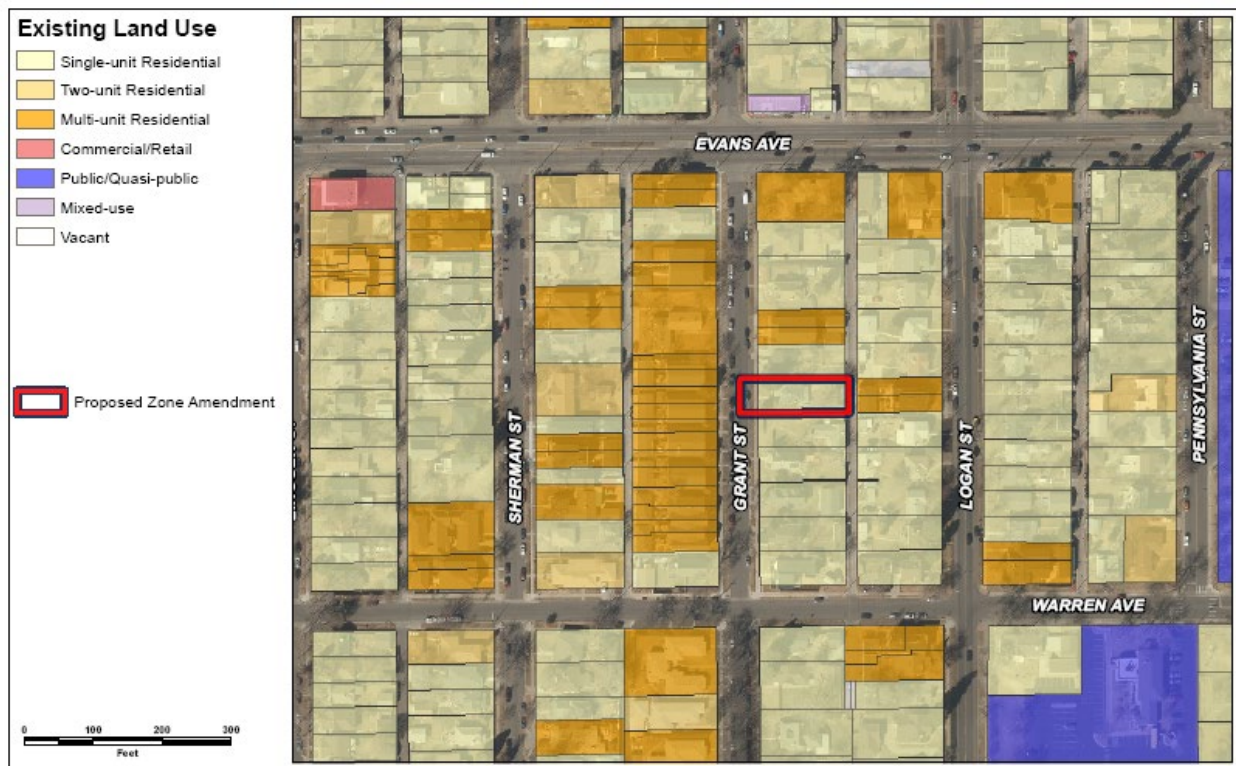 Existing Land Use
Single-unit Residential
Two-unit Residential
Multi-unit Residential
Commercial/Retail
Public/Quasi-public
Mixed-use
Vacant
Proposed Zone Amendment
0 100 200 300
Feet
EVANS AVE
SHERMAN ST
GRANT ST
LOGAN ST
PENNSYLVANIA ST
WARREN AVE